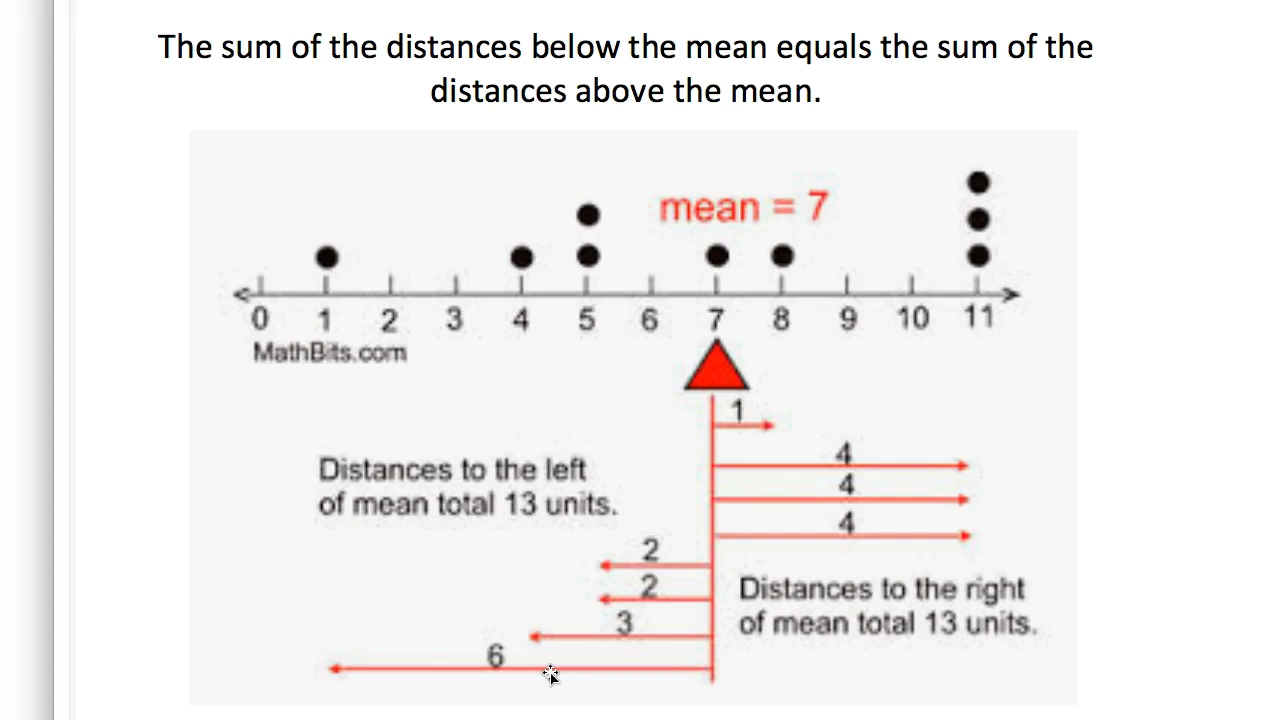 The sum of the distances below the mean equals the sum of the
distances above the mean.
mean = 7
0 1 2 3 4 5 6 7 8 9 10 11
MathBits.com
1
4
4
4
Distances to the left
of mean total 13 units.
2
2
3
6
Distances to the right
of mean total 13 units.